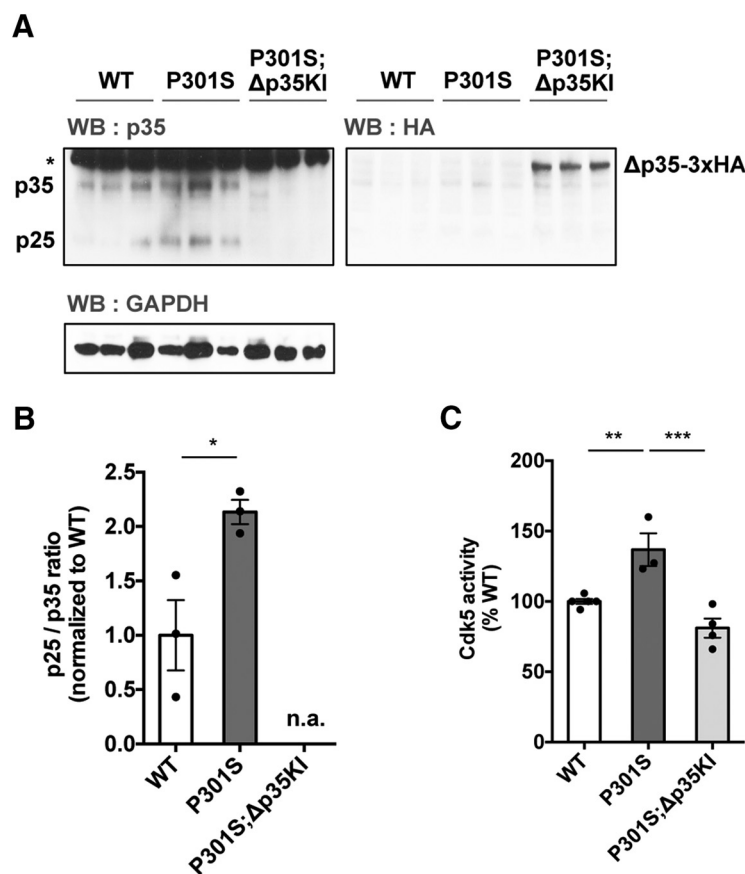 A
WT P301S P301S;
Δp35KI
WB : p35 WB : HA
*
p35
p25
Δp35-3xHA
WB : GAPDH
B
p25 / p35 ratio
(normalized to WT)
2.5
2.0
1.5
1.0
0.5
0.0
*
n.a.
WT
P301S
P301S;Δp35KI
C
Cdk5 activity
(% WT)
200
150
100
50
0
** ***
WT
P301S
P301S;Δp35KI
WT P301S P301S;
Δp35KI